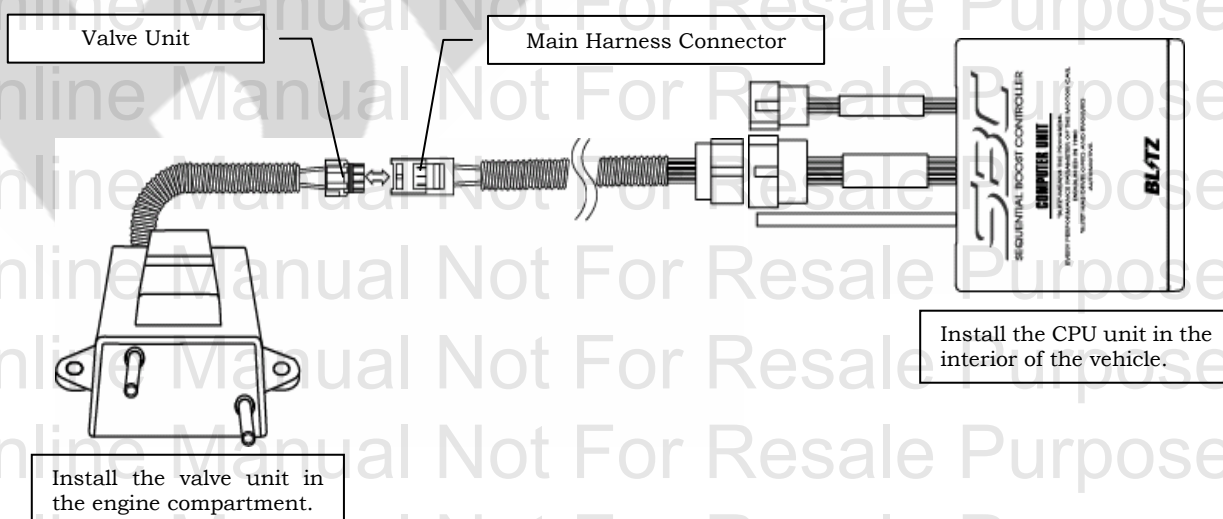 Online Manual Not For Resale Purpose
Valve Unit
Main Harness Connector
SBC
SEQUENTIAL BOOST CONTROLLER
COMPUTER UNIT
BLITZ
Install the CPU unit in the
interior of the vehicle.
Install the valve unit in
the engine compartment.